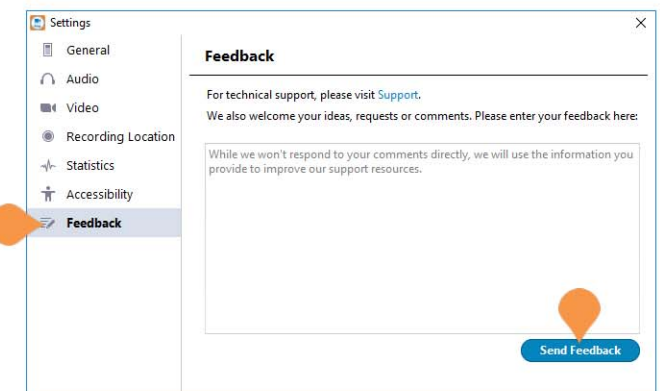 Settings
General
Audio
Video
Recording Location
Statistics
Accessibility
Feedback
Feedback
For technical support, please visit Support.
We also welcome your ideas, requests or comments. Please enter your feedback here:
While we won't respond to your comments directly, we will use the information you
provide to improve our support resources.
Send Feedback